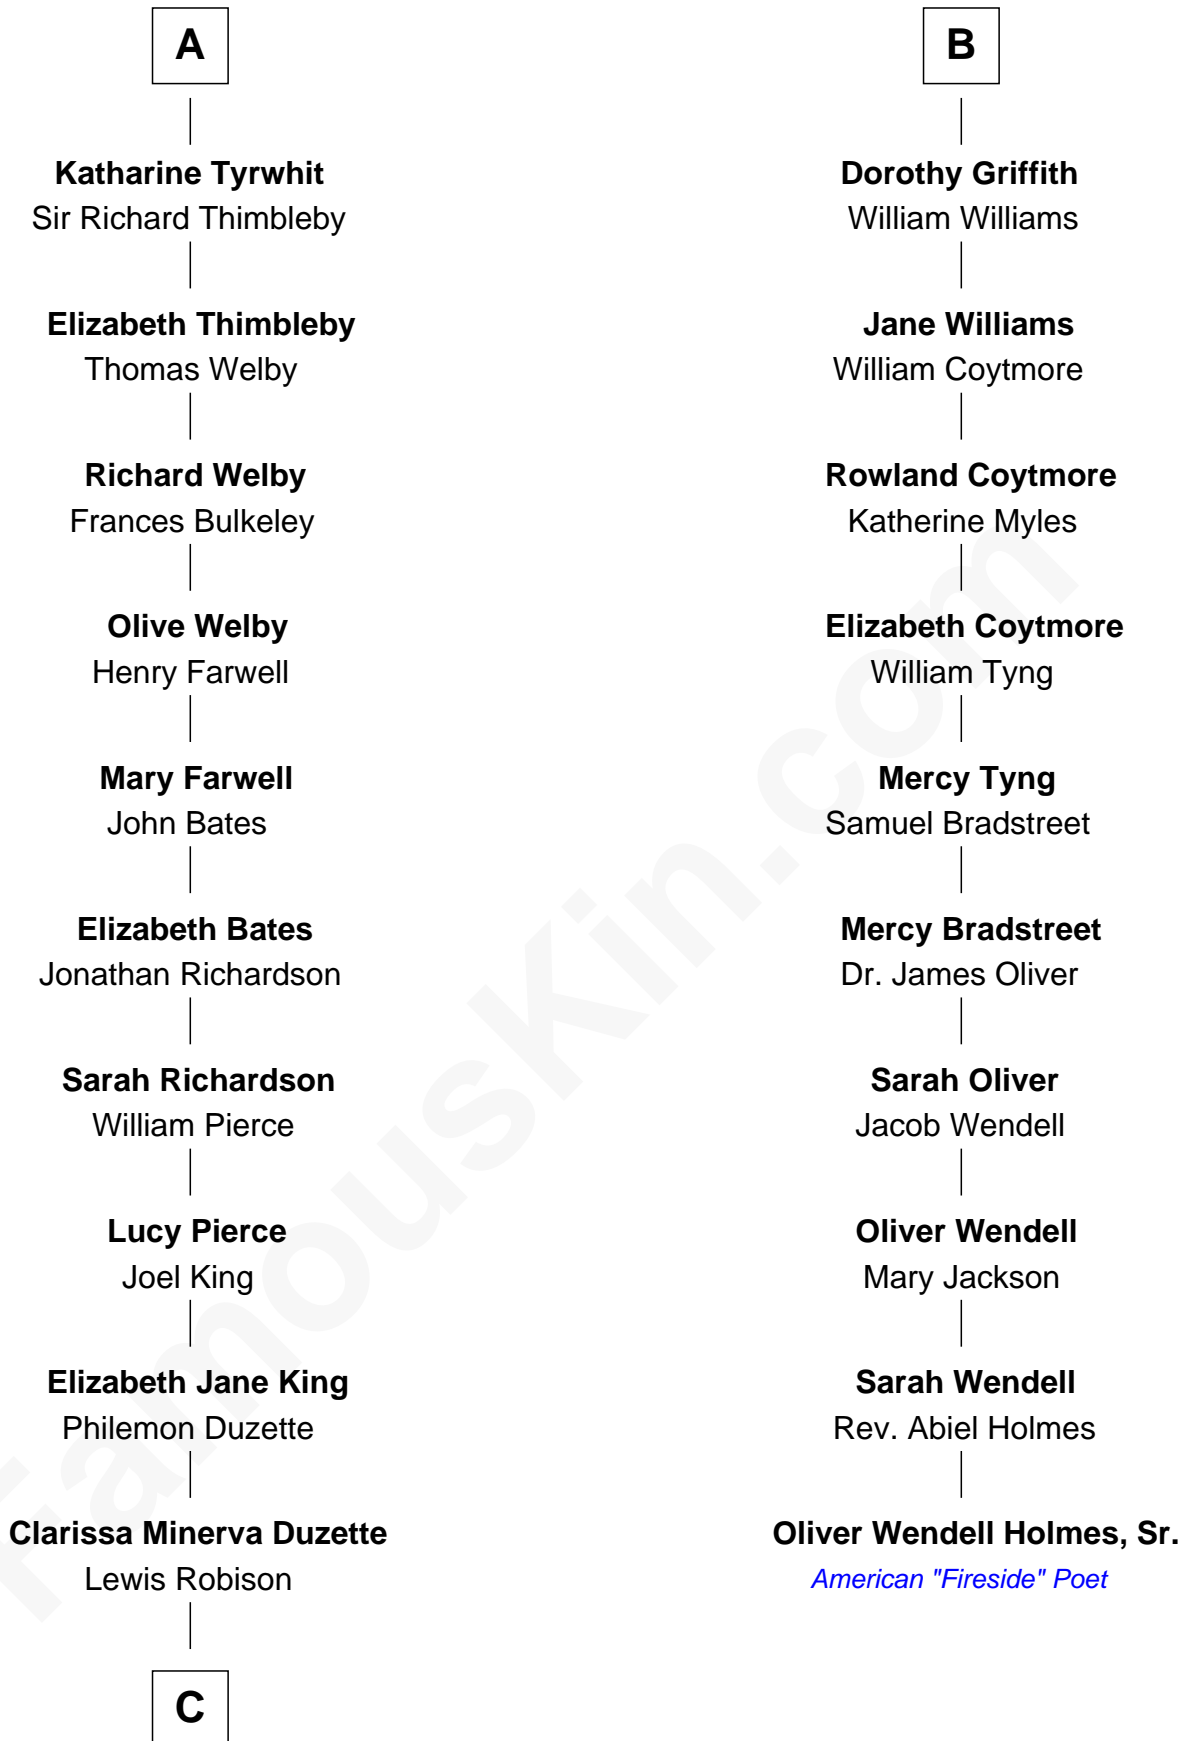 A
Katharine Tyrwhit
Sir Richard Thimbleby
Elizabeth Thimbleby
Thomas Welby
Richard Welby
Frances Bulkeley
Olive Welby
Henry Farwell
Mary Farwell
John Bates
Elizabeth Bates
Jonathan Richardson
Sarah Richardson
William Pierce
Lucy Pierce
Joel King
Elizabeth Jane King
Philemon Duzette
Clarissa Minerva Duzette
Lewis Robison
C
B
Dorothy Griffith
William Williams
Jane Williams
William Coytmore
Rowland Coytmore
Katherine Myles
Elizabeth Coytmore
William Tyng
Mercy Tyng
Samuel Bradstreet
Mercy Bradstreet
Dr. James Oliver
Sarah Oliver
Jacob Wendell
Oliver Wendell
Mary Jackson
Sarah Wendell
Rev. Abiel Holmes
Oliver Wendell Holmes, Sr.
American "Fireside" Poet
FamousKin.com